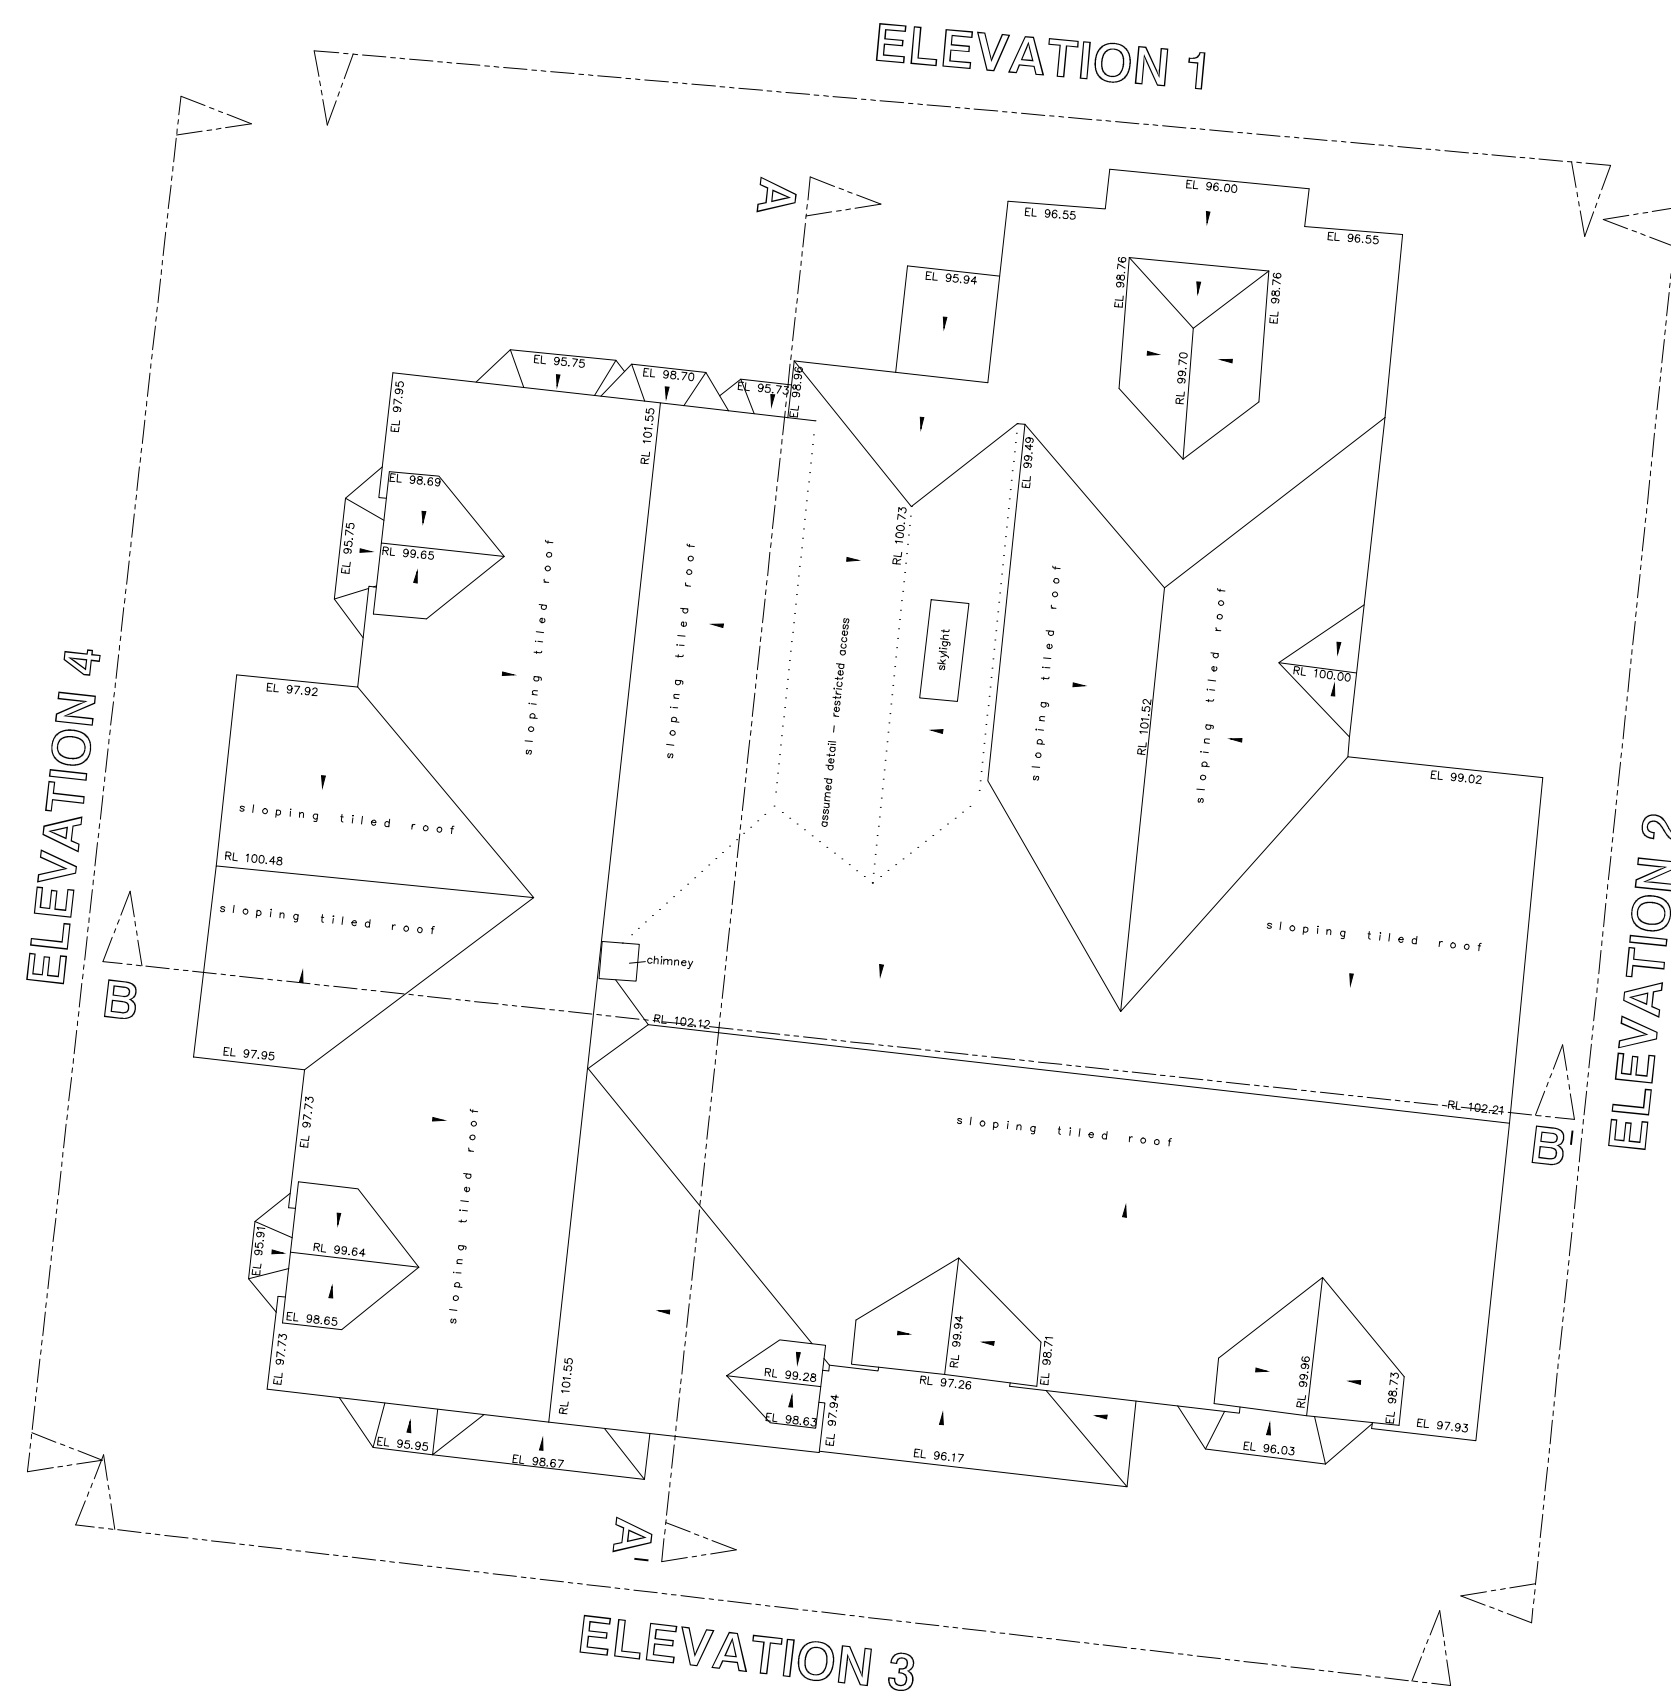 ELEVATION 1
A
EL 96.00
EL 96.55
EL 96.55
EL 95.94
EL 98.76
EL 98.76
RL 99.70
EL 95.75
EL 98.70
EL 95.73
EL 98.96
EL 97.95
RL 101.55
EL 99.49
EL 98.69
RL 100.73
EL 95.75
RL 99.65
sloping tiled roof
sloping tiled roof
assumed detail - restricted access
skylight
sloping tiled roof
sloping tiled roof
RL 100.00
RL 101.52
ELEVATION 4
EL 97.92
EL 99.02
sloping tiled roof
RL 100.48
sloping tiled roof
sloping tiled roof
ELEVATION 2
chimney
B
RL 102.12
EL 97.95
RL 102.21
B'
EL 97.73
sloping tiled roof
sloping tiled roof
EL 95.91
RL 99.64
EL 98.65
EL 97.73
RL 101.55
RL 99.28
EL 98.63
EL 97.94
RL 99.94
EL 98.71
RL 97.26
RL 99.96
EL 98.73
EL 97.93
EL 95.95
EL 98.67
EL 96.17
EL 96.03
A'
ELEVATION 3